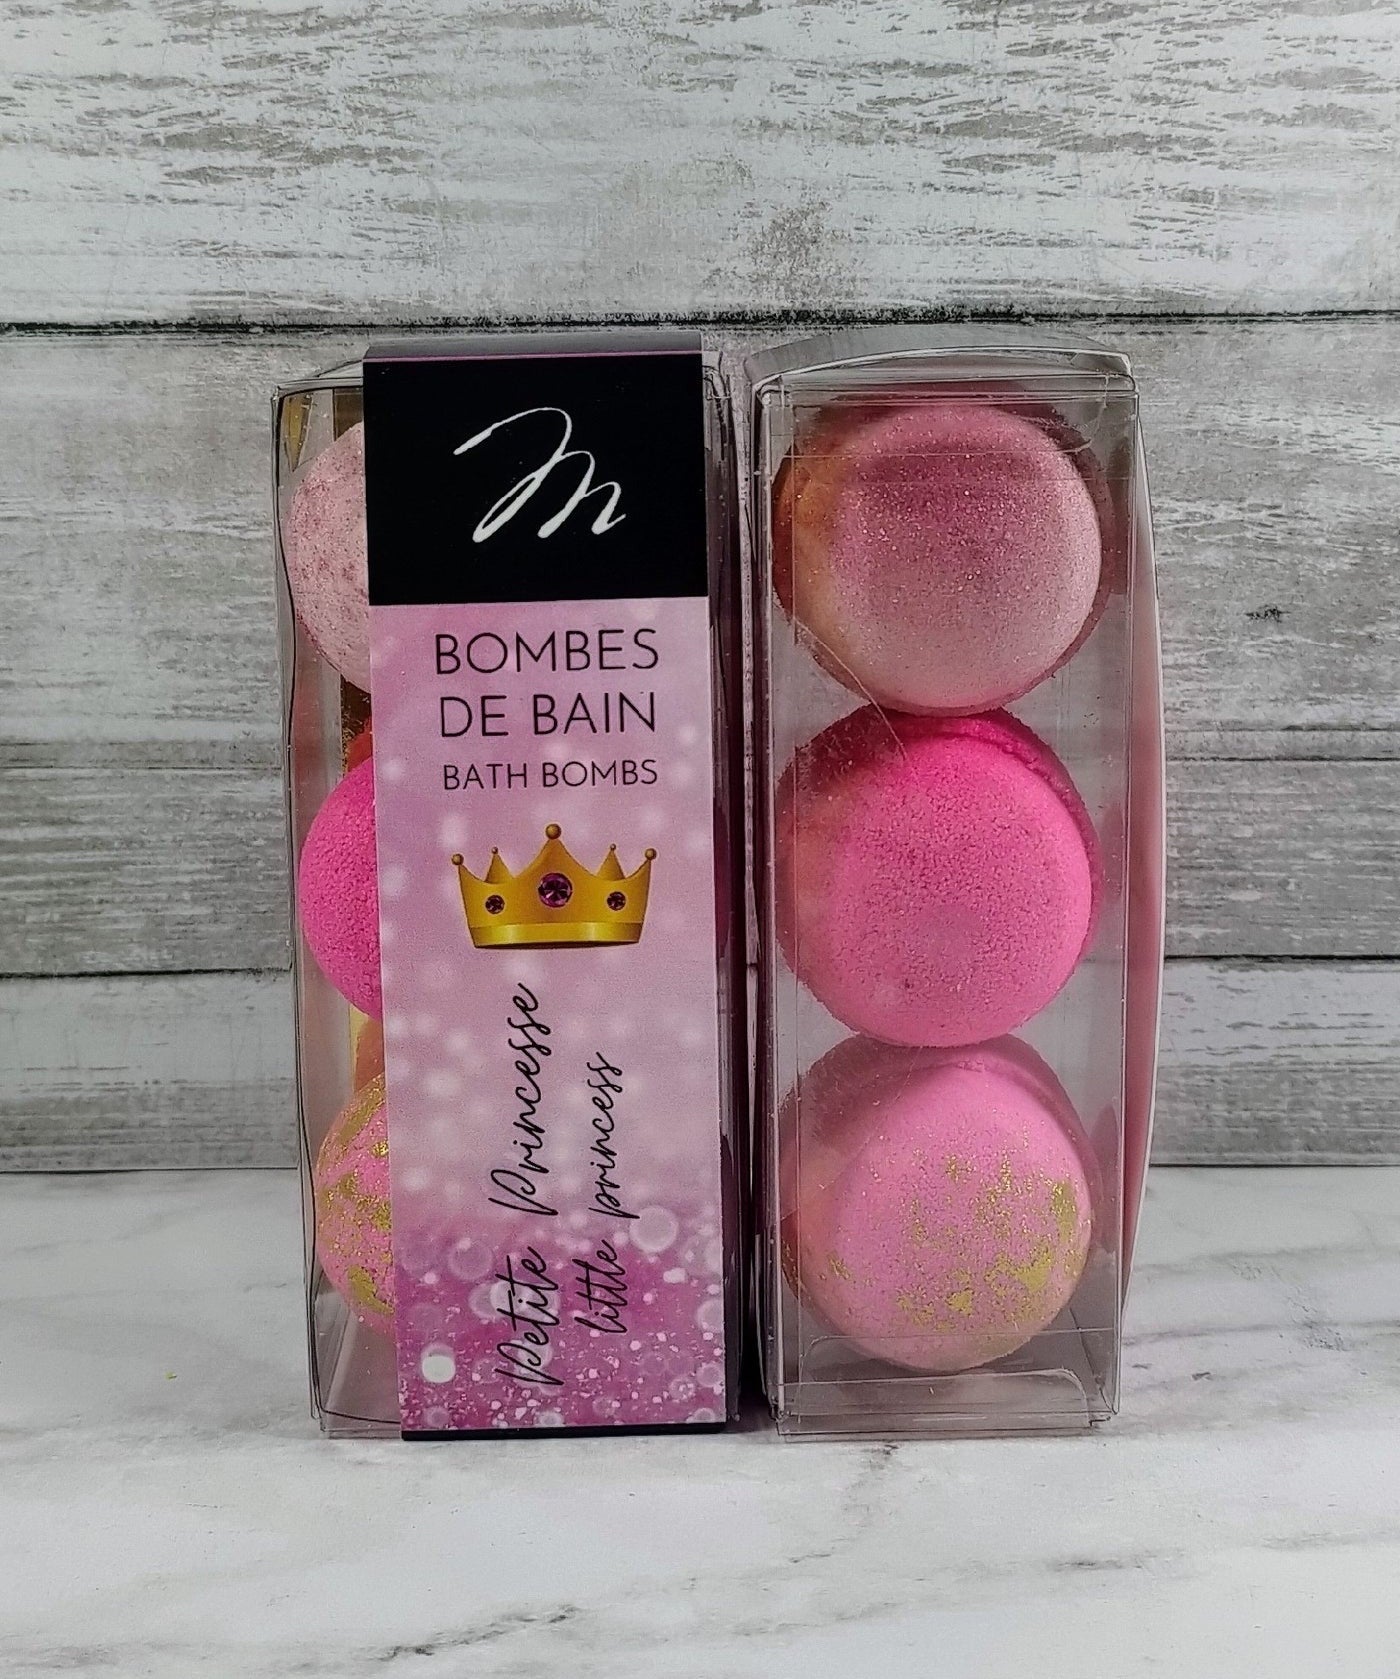 M
BOMBES
DE BAIN
BATH BOMBS
Petite Princesse
little princess